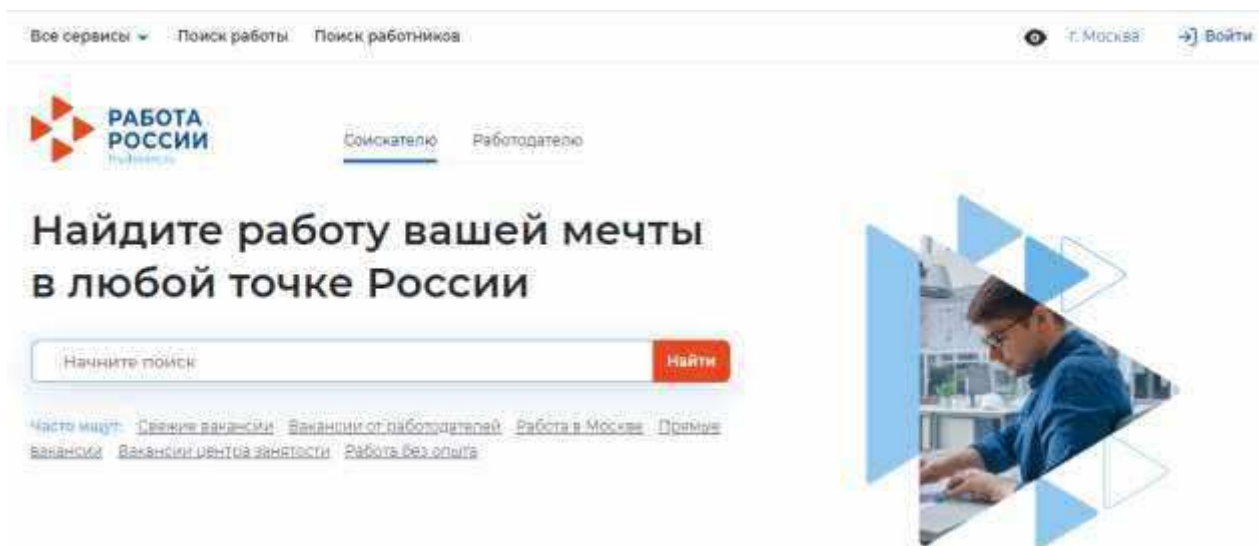 Все сервисы Поиск работы Поиск работников г. Москва Войти
РАБОТА
РОССИИ
Соискателю Работодателю
Найдите работу вашей мечты
в любой точке России
Начните поиск Найти
Часто ищут: Свежие вакансии Вакансии от работодателей Работа в Москве Прямые
вакансии Вакансии центра занятости Работа без опыта